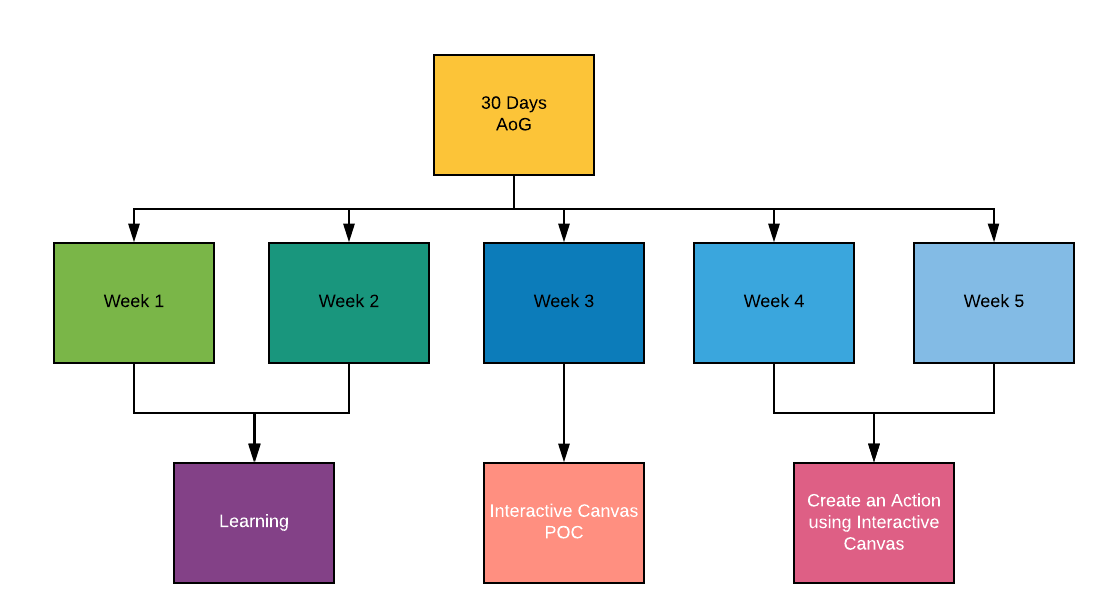 30 Days
AoG
Week 1
Week 2
Week 3
Week 4
Week 5
Learning
Interactive Canvas
POC
Create an Action
using Interactive
Canvas